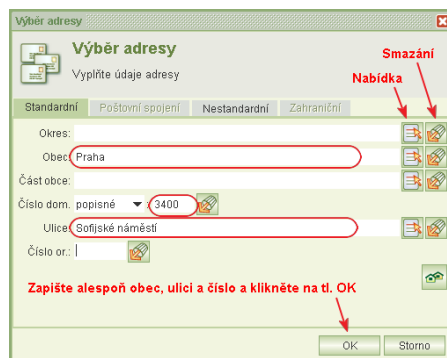 Výběr adresy
Výběr adresy
Vyplňte údaje adresy
Smazání
Nabídka
Standardní Poštovní spojení Nestandardní Zahraniční
Okres:
Obec: Praha
Část obce:
Číslo dom. popisné : 3400
Ulice: Sofijské náměstí
Číslo or.:
Zapište alespoň obec, ulici a číslo a klikněte na tl. OK
OK Storno